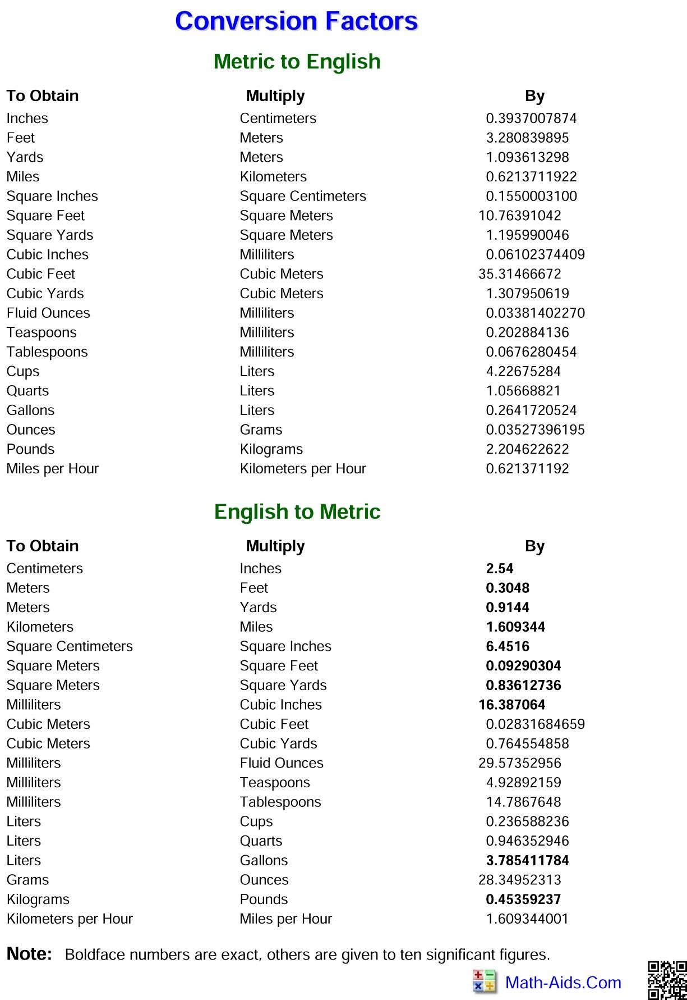 Conversion Factors
Metric to English
To Obtain Multiply By
Inches Centimeters 0.3937007874
Feet Meters 3.280839895
Yards Meters 1.093613298
Miles Kilometers 0.6213711922
Square Inches Square Centimeters 0.1550003100
Square Feet Square Meters 10.76391042
Square Yards Square Meters 1.195990046
Cubic Inches Milliliters 0.06102374409
Cubic Feet Cubic Meters 35.31466672
Cubic Yards Cubic Meters 1.307950619
Fluid Ounces Milliliters 0.03381402270
Teaspoons Milliliters 0.202884136
Tablespoons Milliliters 0.0676280454
Cups Liters 4.22675284
Quarts Liters 1.05668821
Gallons Liters 0.2641720524
Ounces Grams 0.03527396195
Pounds Kilograms 2.204622622
Miles per Hour Kilometers per Hour 0.621371192
English to Metric
To Obtain Multiply By
Centimeters Inches 2.54
Meters Feet 0.3048
Meters Yards 0.9144
Kilometers Miles 1.609344
Square Centimeters Square Inches 6.4516
Square Meters Square Feet 0.09290304
Square Meters Square Yards 0.83612736
Milliliters Cubic Inches 16.387064
Cubic Meters Cubic Feet 0.02831684659
Cubic Meters Cubic Yards 0.764554858
Milliliters Fluid Ounces 29.57352956
Milliliters Teaspoons 4.92892159
Milliliters Tablespoons 14.7867648
Liters Cups 0.236588236
Liters Quarts 0.946352946
Liters Gallons 3.785411784
Grams Ounces 28.34952313
Kilograms Pounds 0.45359237
Kilometers per Hour Miles per Hour 1.609344001
Note: Boldface numbers are exact, others are given to ten significant figures.
Math-Aids.Com